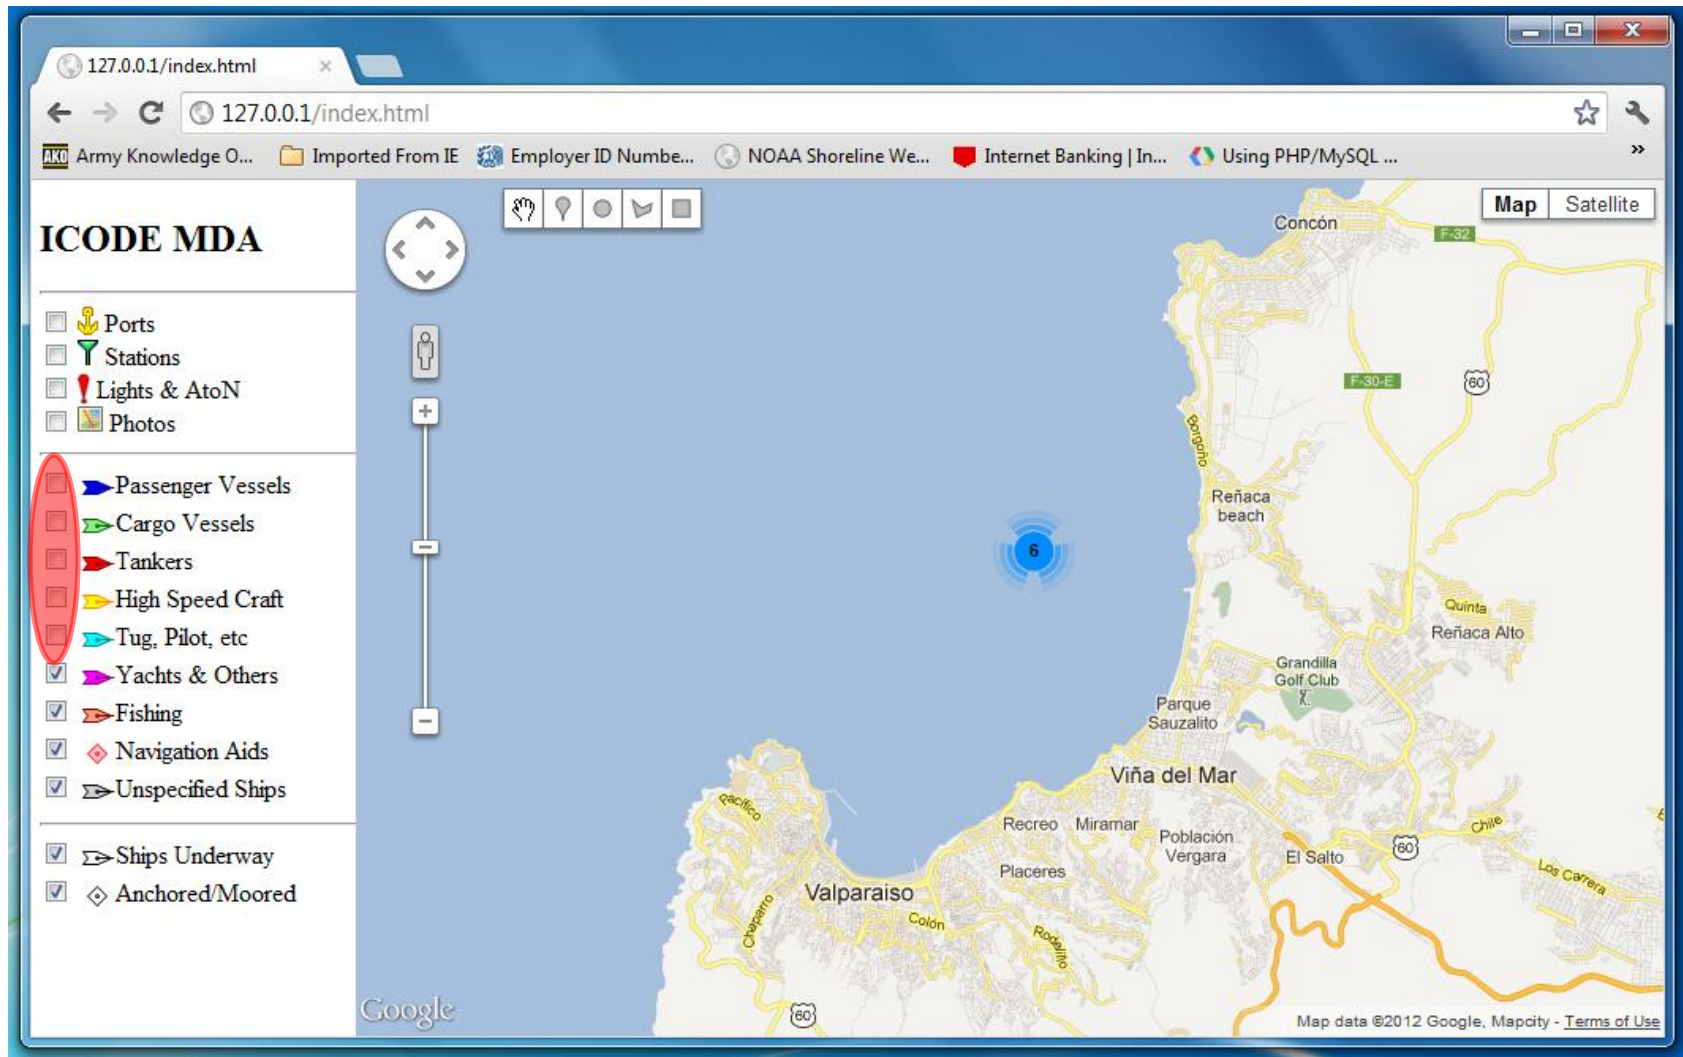 127.0.0.1/index.html
127.0.0.1/index.html
AKO Army Knowledge O... Imported From IE Employer ID Numbe... NOAA Shoreline We... Internet Banking | In... Using PHP/MySQL ... »
ICODE MDA
Ports
Stations
Lights & AtoN
Photos
Passenger Vessels
Cargo Vessels
Tankers
High Speed Craft
Tug, Pilot, etc
Yachts & Others
Fishing
Navigation Aids
Unspecified Ships
Ships Underway
Anchored/Moored
Map Satellite
Concón
F-32
F-30-E
60
Borgoño
Reñaca
beach
6
Quinta
Reñaca Alto
Grandilla
Golf Club
Parque
Sauzalito
Viña del Mar
Pacífico
Recreo
Miramar
Población
Vergara
Chile
60
El Salto
Placeres
Los Carrera
Valparaiso
Colón
Chaparro
Rodelillo
60
Google
Map data ©2012 Google, Mapcity - Terms of Use